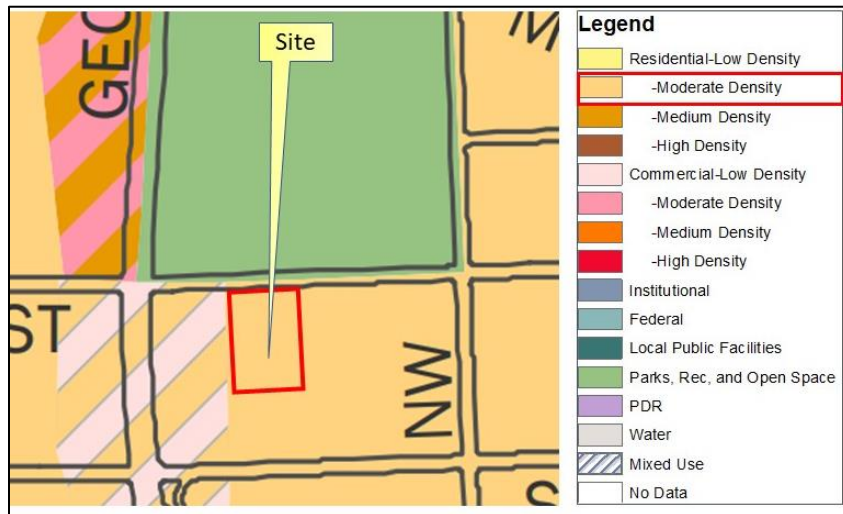 GEO
Site
M
ST
NW
S
Legend
Residential-Low Density
-Moderate Density
-Medium Density
-High Density
Commercial-Low Density
-Moderate Density
-Medium Density
-High Density
Institutional
Federal
Local Public Facilities
Parks, Rec, and Open Space
PDR
Water
Mixed Use
No Data